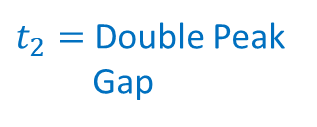 t₂ = Double Peak
Gap